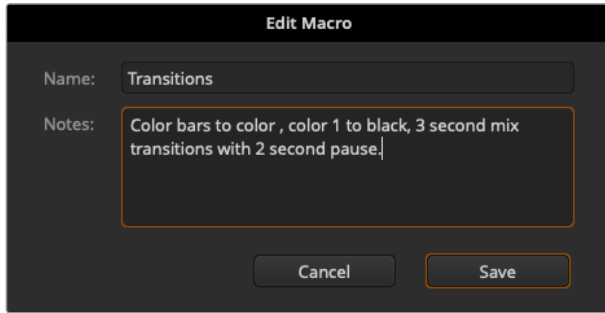 Edit Macro
Name: Transitions
Notes: Color bars to color , color 1 to black, 3 second mix
transitions with 2 second pause.
Cancel Save